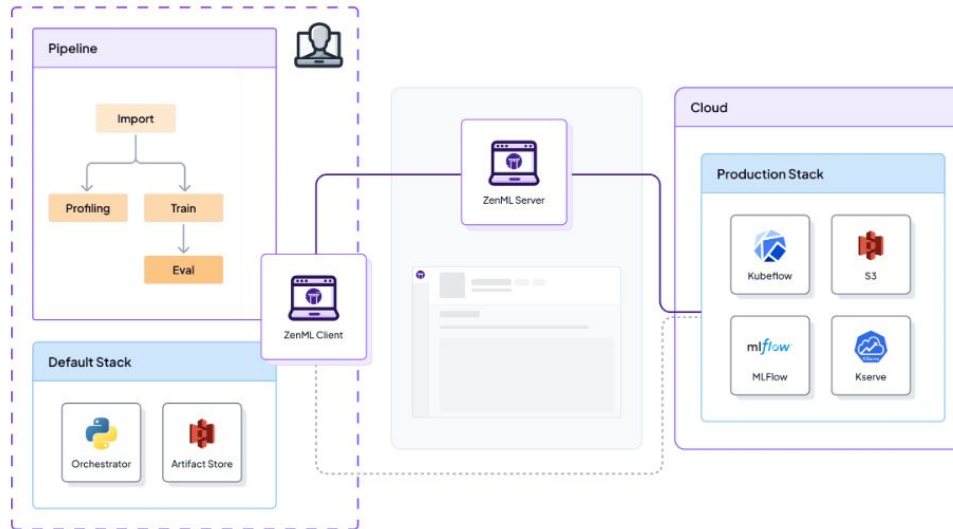 Pipeline
Import
Profiling
Train
Eval
ZenML Client
Default Stack
Orchestrator
Artifact Store
ZenML Server
Cloud
Production Stack
Kubeflow
S3
mlflow
MLFlow
Kserve